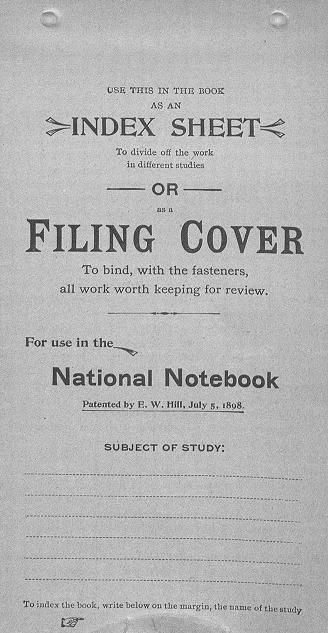 USE THIS IN THE BOOK
AS AN
INDEX SHEET
To divide off the work
in different studies
OR
as a
FILING COVER
To bind, with the fasteners,
all work worth keeping for review.
For use in the
National Notebook
Patented by E. W. Hill, July 5, 1898.
SUBJECT OF STUDY:
To index the book, write below on the margin, the name of the study